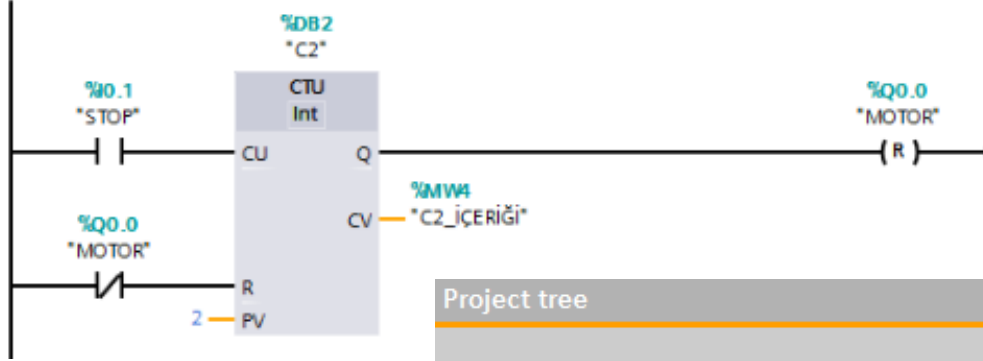 %DB2
"C2"
CTU
Int
%I0.1
"STOP"
CU
Q
%Q0.0
"MOTOR"
%MW4
CV
"C2_İÇERİĞİ"
%Q0.0
"MOTOR"
R
2
PV
( R )
Project tree